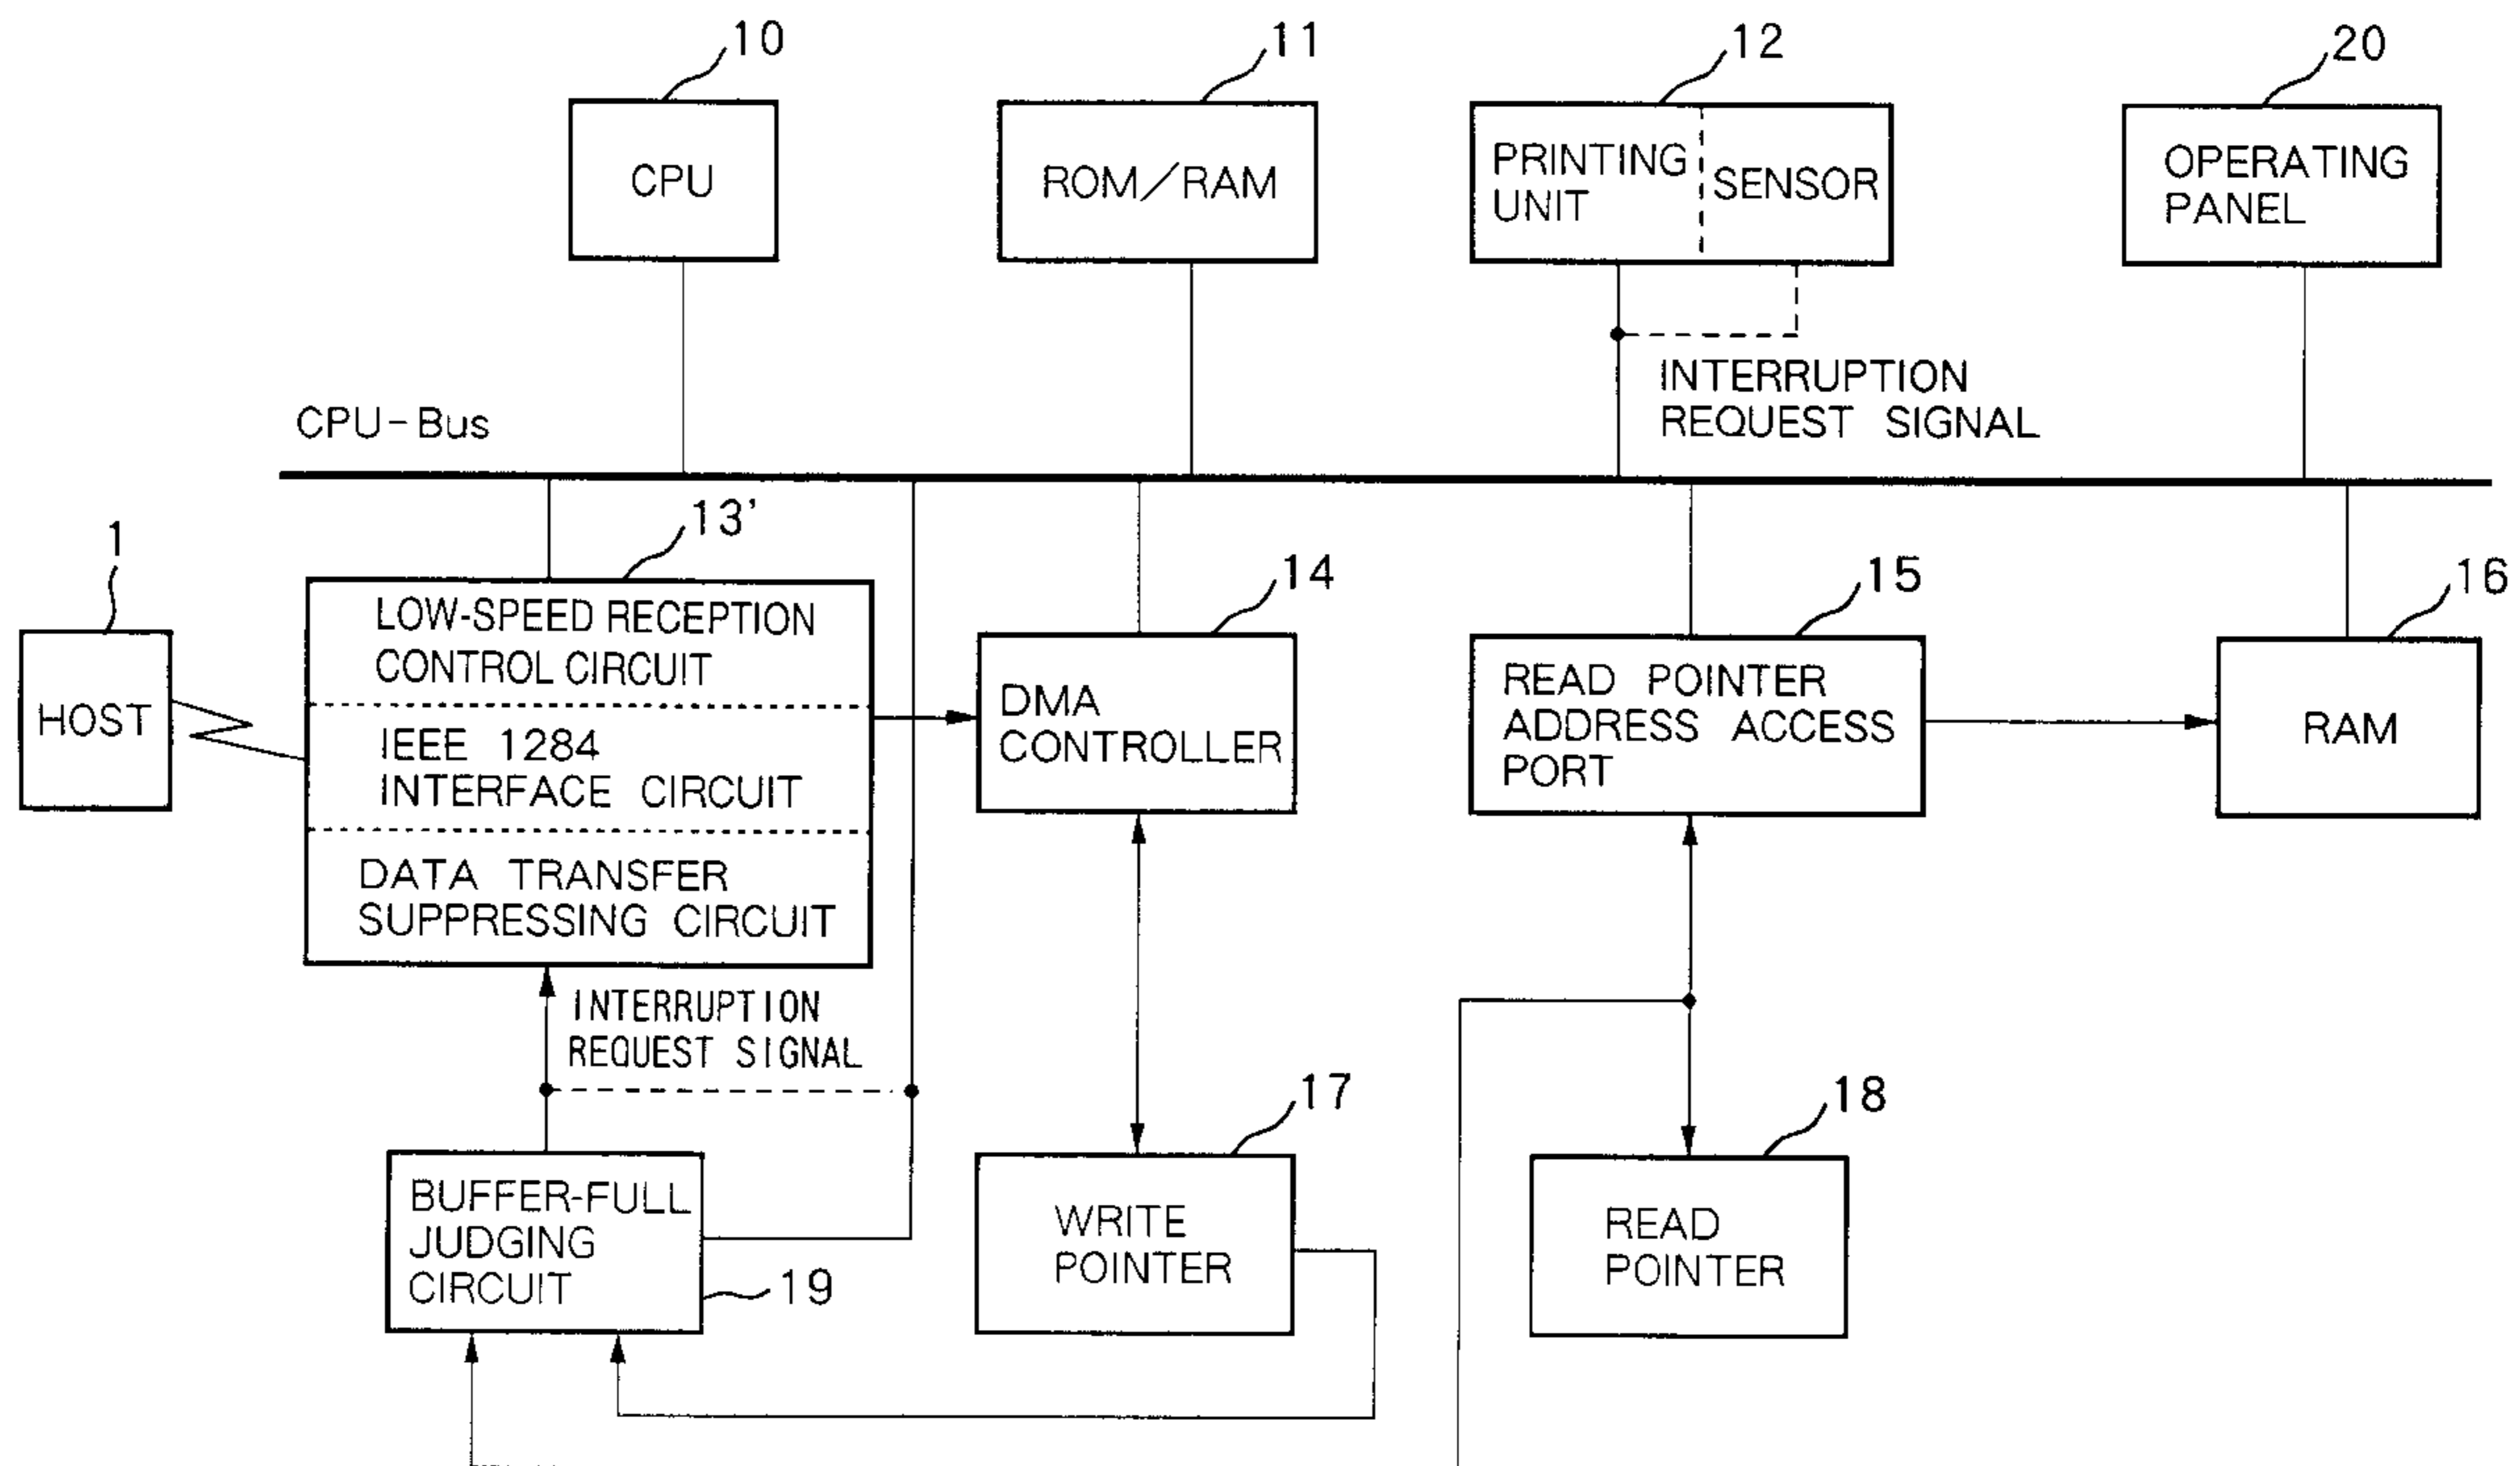 10
11
12
20
CPU
ROM/RAM
PRINTING
UNIT
SENSOR
OPERATING
PANEL
INTERRUPTION
REQUEST SIGNAL
CPU-Bus
1
13'
14
15
16
HOST
LOW-SPEED RECEPTION
CONTROL CIRCUIT
IEEE 1284
INTERFACE CIRCUIT
DATA TRANSFER
SUPPRESSING CIRCUIT
DMA
CONTROLLER
READ POINTER
ADDRESS ACCESS
PORT
RAM
INTERRUPTION
REQUEST SIGNAL
17
18
BUFFER-FULL
JUDGING
CIRCUIT
19
WRITE
POINTER
READ
POINTER